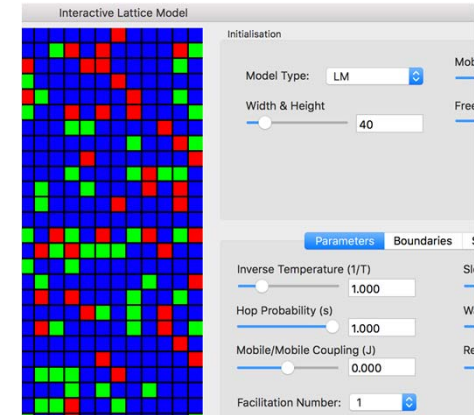 Interactive Lattice Model
Initialisation
Model Type: LM
Width & Height
40
Parameters Boundaries
Inverse Temperature (1/T)
1.000
Hop Probability (s)
1.000
Mobile/Mobile Coupling (J)
0.000
Facilitation Number: 1